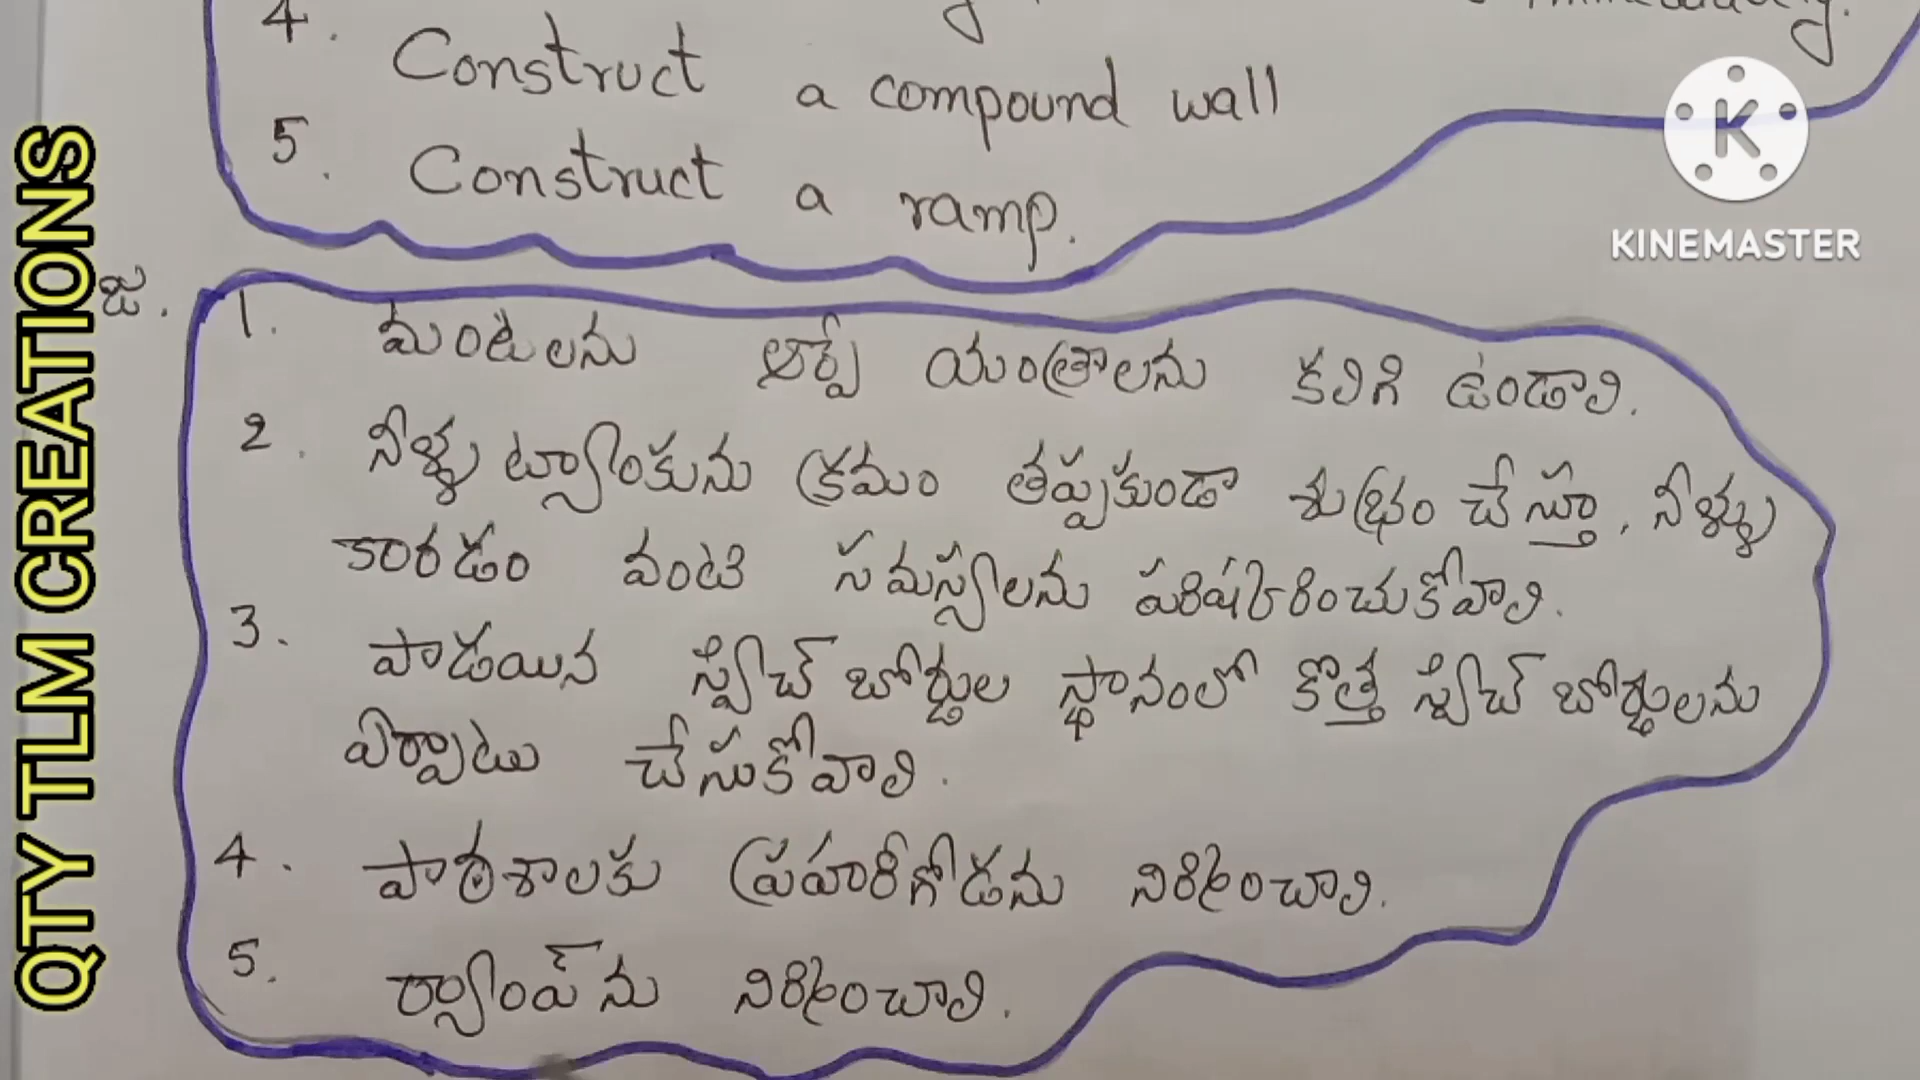 4.
Construct a compound wall
5. Construct a ramp.
KINEMASTER
QTY TLM CREATIONS
జ. 1. మంటలను ఆర్పే యంత్రాలను కలిగి ఉండాలి.
2. నీళ్ళు ట్యాంకును క్రమం తప్పకుండా శుభ్రం చేస్తూ, నీళ్ళు
కారడం వంటి సమస్యలను పరిష్కరించుకోవాలి.
3. పాడయిన స్విచ్ బోర్డుల స్థానంలో కొత్త స్విచ్ బోర్డులను
ఏర్పాటు చేసుకోవాలి.
4. పాఠశాలకు ప్రహరీగోడను నిర్మించాలి.
5. ర్యాంప్‌ను నిర్మించాలి.